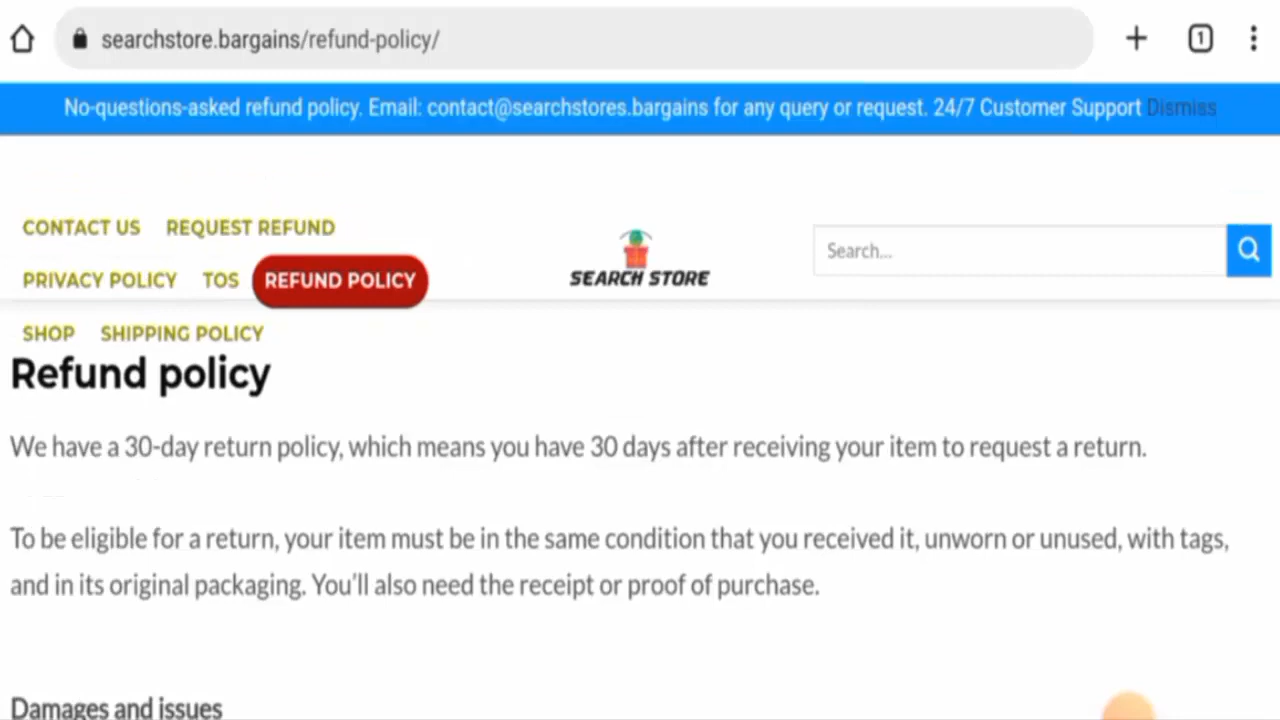 searchstore.bargains/refund-policy/
1
No-questions-asked refund policy. Email: contact@searchstores.bargains for any query or request. 24/7 Customer Support Dismiss
CONTACT US REQUEST REFUND
PRIVACY POLICY TOS REFUND POLICY
SHOP SHIPPING POLICY
SEARCH STORE
Search...
Refund policy
We have a 30-day return policy, which means you have 30 days after receiving your item to request a return.
To be eligible for a return, your item must be in the same condition that you received it, unworn or unused, with tags,
and in its original packaging. You'll also need the receipt or proof of purchase.
Damages and issues